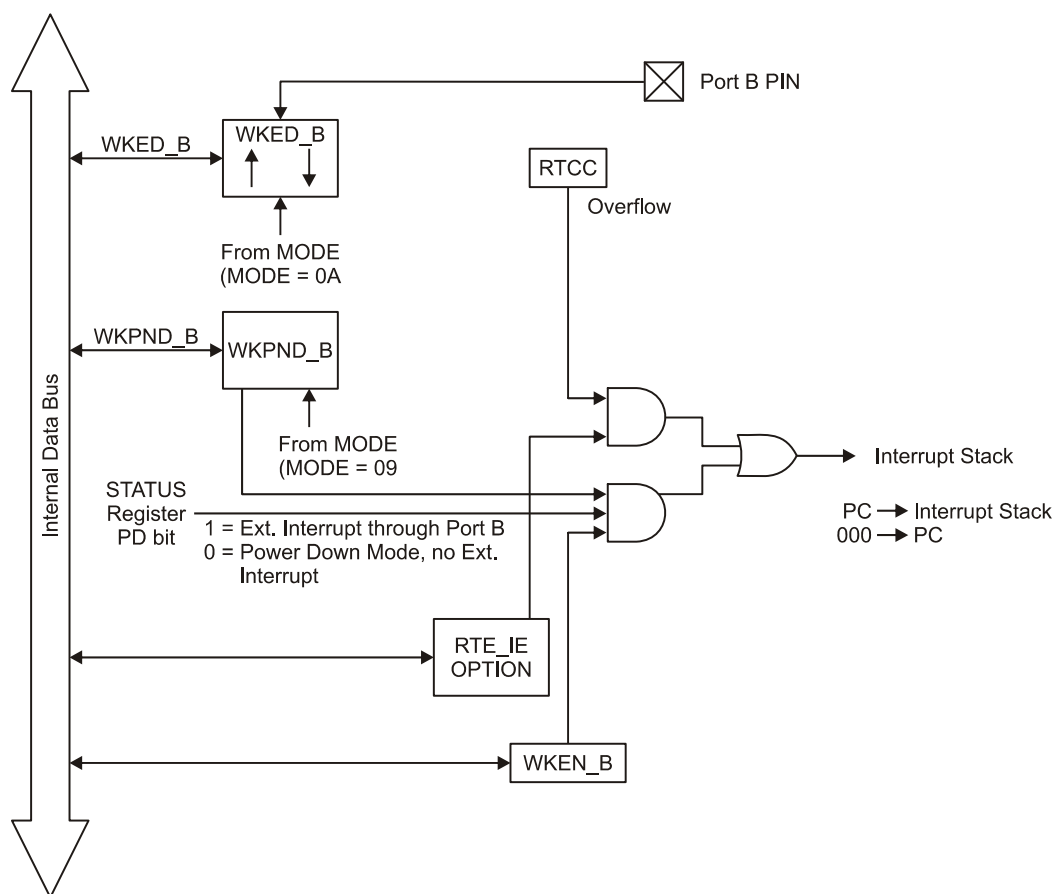 Port B PIN
WKED_B
WKED_B
RTCC
Overflow
From MODE
(MODE = 0A
WKPND_B
WKPND_B
Internal Data Bus
From MODE
(MODE = 09
Interrupt Stack
STATUS
Register
PD bit
1 = Ext. Interrupt through Port B
0 = Power Down Mode, no Ext.
Interrupt
PC → Interrupt Stack
000 → PC
RTE_IE
OPTION
WKEN_B